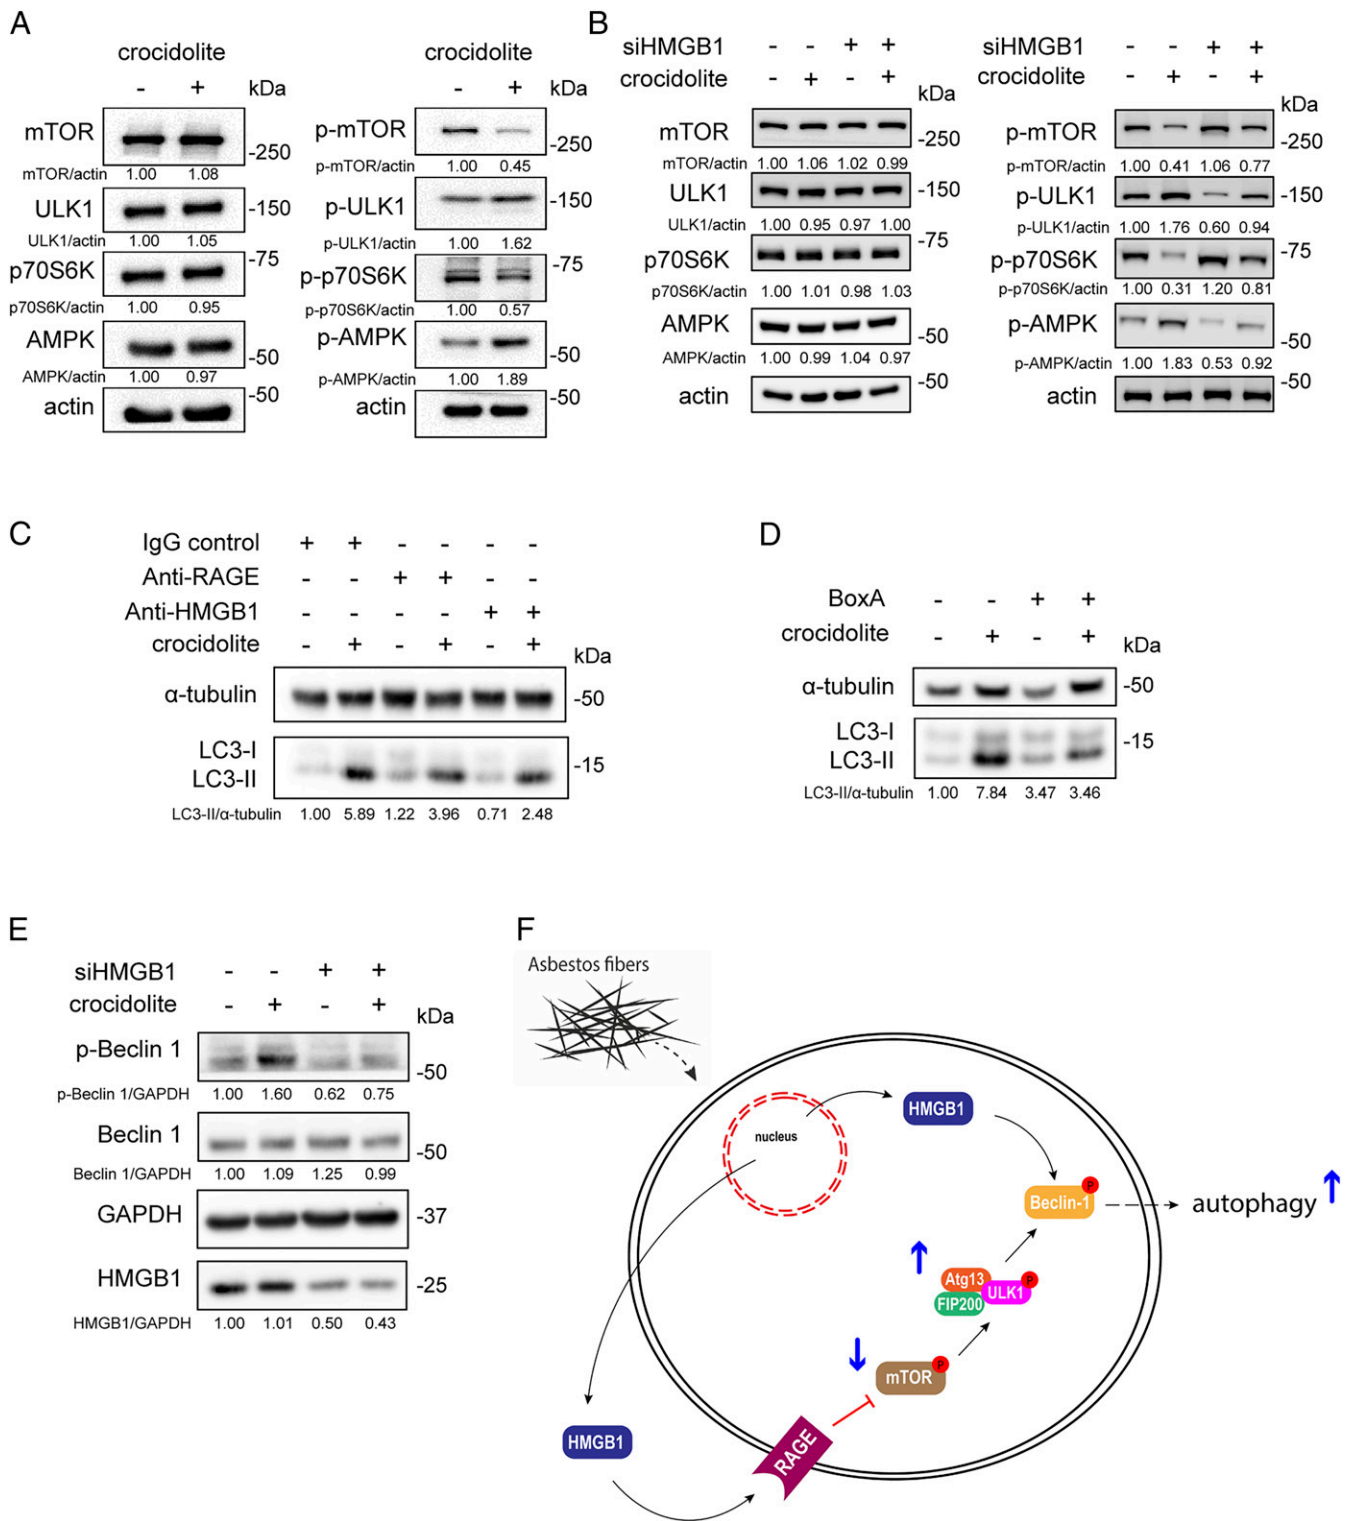 A
crocidolite
- + kDa
mTOR -250
mTOR/actin 1.00 1.08
ULK1 -150
ULK1/actin 1.00 1.05
p70S6K -75
p70S6K/actin 1.00 0.95
AMPK -50
AMPK/actin 1.00 0.97
actin -50
crocidolite
- + kDa
p-mTOR -250
p-mTOR/actin 1.00 0.45
p-ULK1 -150
p-ULK1/actin 1.00 1.62
p-p70S6K -75
p-p70S6K/actin 1.00 0.57
p-AMPK -50
p-AMPK/actin 1.00 1.89
actin -50
B
siHMGB1 - - + +
crocidolite - + - +
kDa
mTOR -250
mTOR/actin 1.00 1.06 1.02 0.99
ULK1 -150
ULK1/actin 1.00 0.95 0.97 1.00
p70S6K -75
p70S6K/actin 1.00 1.01 0.98 1.03
AMPK -50
AMPK/actin 1.00 0.99 1.04 0.97
actin -50
siHMGB1 - - + +
crocidolite - + - +
kDa
p-mTOR -250
p-mTOR/actin 1.00 0.41 1.06 0.77
p-ULK1 -150
p-ULK1/actin 1.00 1.76 0.60 0.94
p-p70S6K -75
p-p70S6K/actin 1.00 0.31 1.20 0.81
p-AMPK -50
p-AMPK/actin 1.00 1.83 0.53 0.92
actin -50
C
IgG control + + - - - -
Anti-RAGE - - + + - -
Anti-HMGB1 - - - - + +
crocidolite - + - + - +
kDa
α-tubulin -50
LC3-I
LC3-II -15
LC3-II/α-tubulin 1.00 5.89 1.22 3.96 0.71 2.48
D
BoxA - - + +
crocidolite - + - +
kDa
α-tubulin -50
LC3-I -15
LC3-II
LC3-II/α-tubulin 1.00 7.84 3.47 3.46
E
siHMGB1 - - + +
crocidolite - + - +
kDa
p-Beclin 1 -50
p-Beclin 1/GAPDH 1.00 1.60 0.62 0.75
Beclin 1 -50
Beclin 1/GAPDH 1.00 1.09 1.25 0.99
GAPDH -37
HMGB1 -25
HMGB1/GAPDH 1.00 1.01 0.50 0.43
F
Asbestos fibers
nucleus
HMGB1
P
Beclin-1
autophagy
Atg13
P
ULK1
FIP200
P
mTOR
HMGB1
RAGE